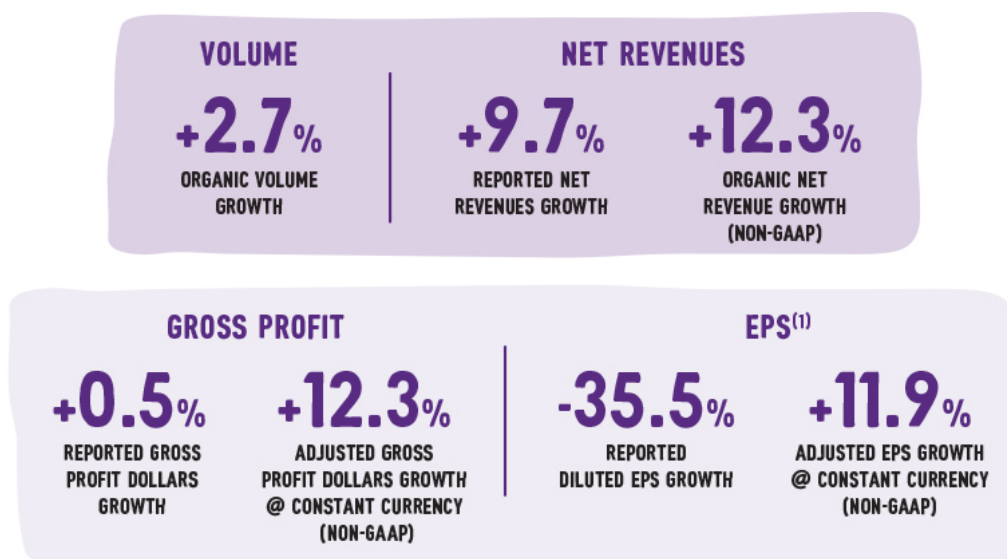 VOLUME
+2.7%
ORGANIC VOLUME
GROWTH
NET REVENUES
+9.7%
REPORTED NET
REVENUES GROWTH
+12.3%
ORGANIC NET
REVENUE GROWTH
(NON-GAAP)
GROSS PROFIT
+0.5%
REPORTED GROSS
PROFIT DOLLARS
GROWTH
+12.3%
ADJUSTED GROSS
PROFIT DOLLARS GROWTH
@ CONSTANT CURRENCY
(NON-GAAP)
EPS(1)
-35.5%
REPORTED
DILUTED EPS GROWTH
+11.9%
ADJUSTED EPS GROWTH
@ CONSTANT CURRENCY
(NON-GAAP)